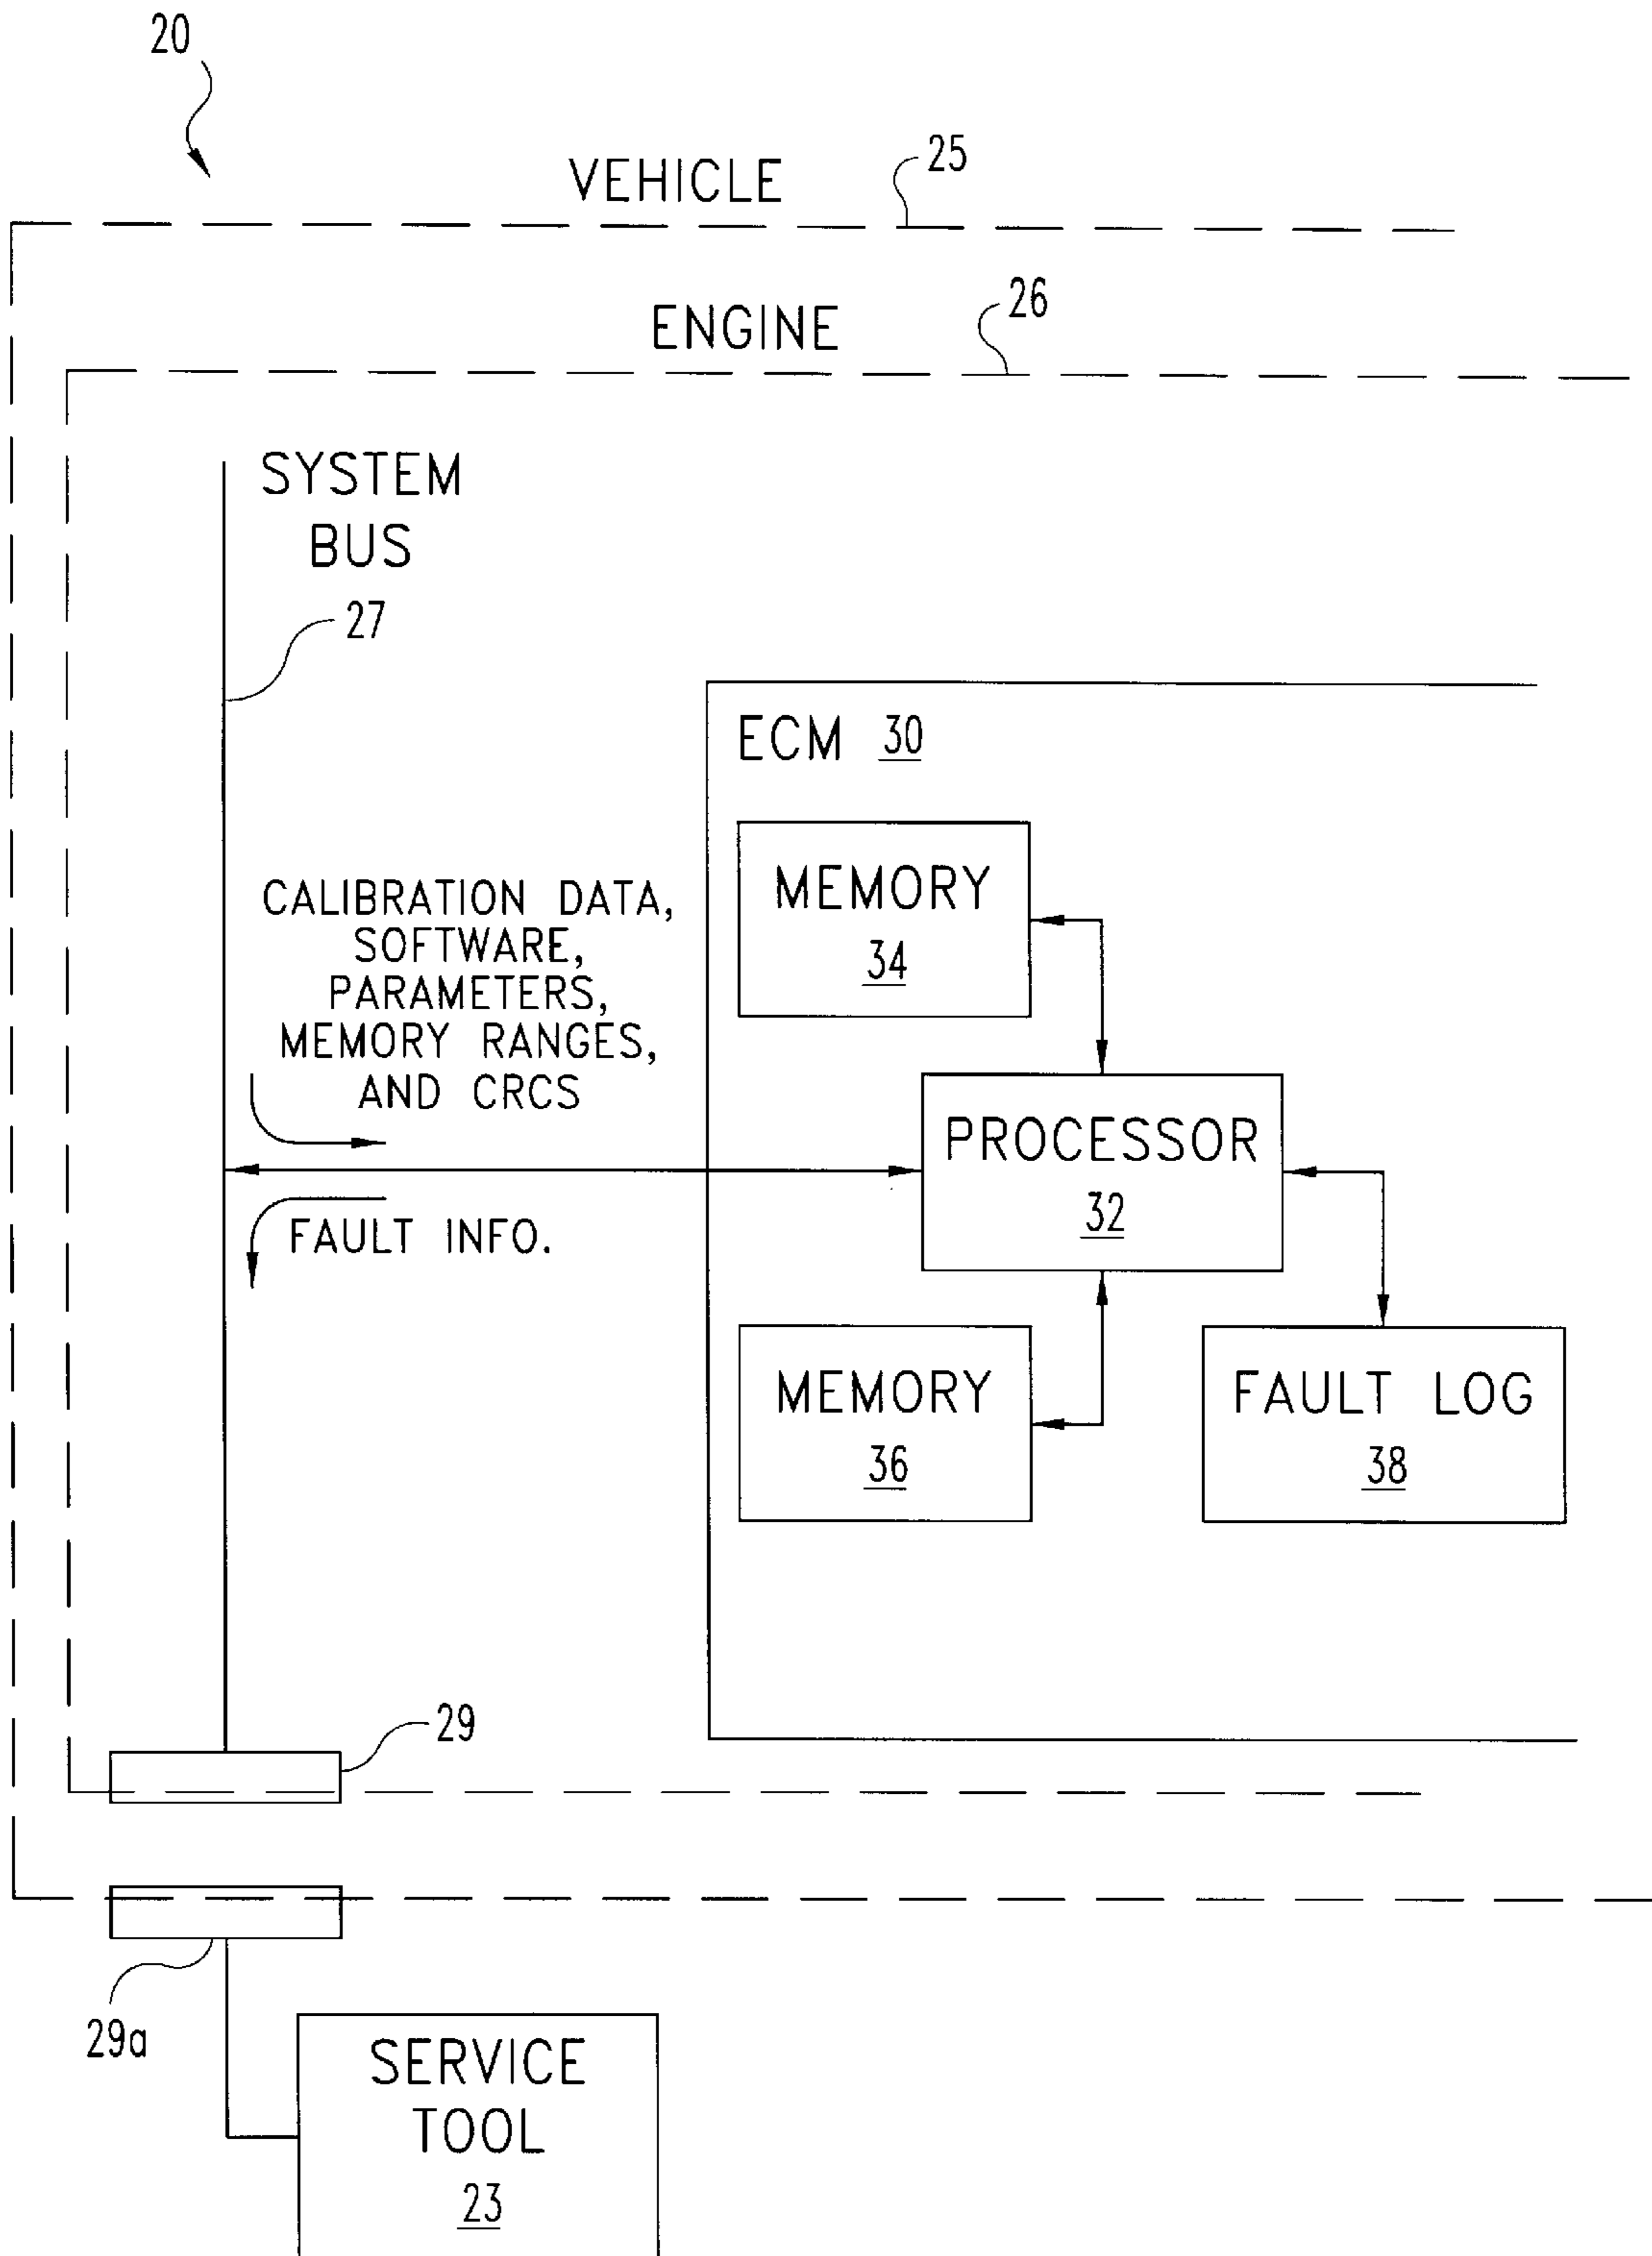 20
VEHICLE
25
ENGINE
26
SYSTEM
BUS
27
ECM 30
MEMORY
34
CALIBRATION DATA,
SOFTWARE,
PARAMETERS,
MEMORY RANGES,
AND CRCS
PROCESSOR
32
FAULT INFO.
MEMORY
36
FAULT LOG
38
29
29a
SERVICE
TOOL
23